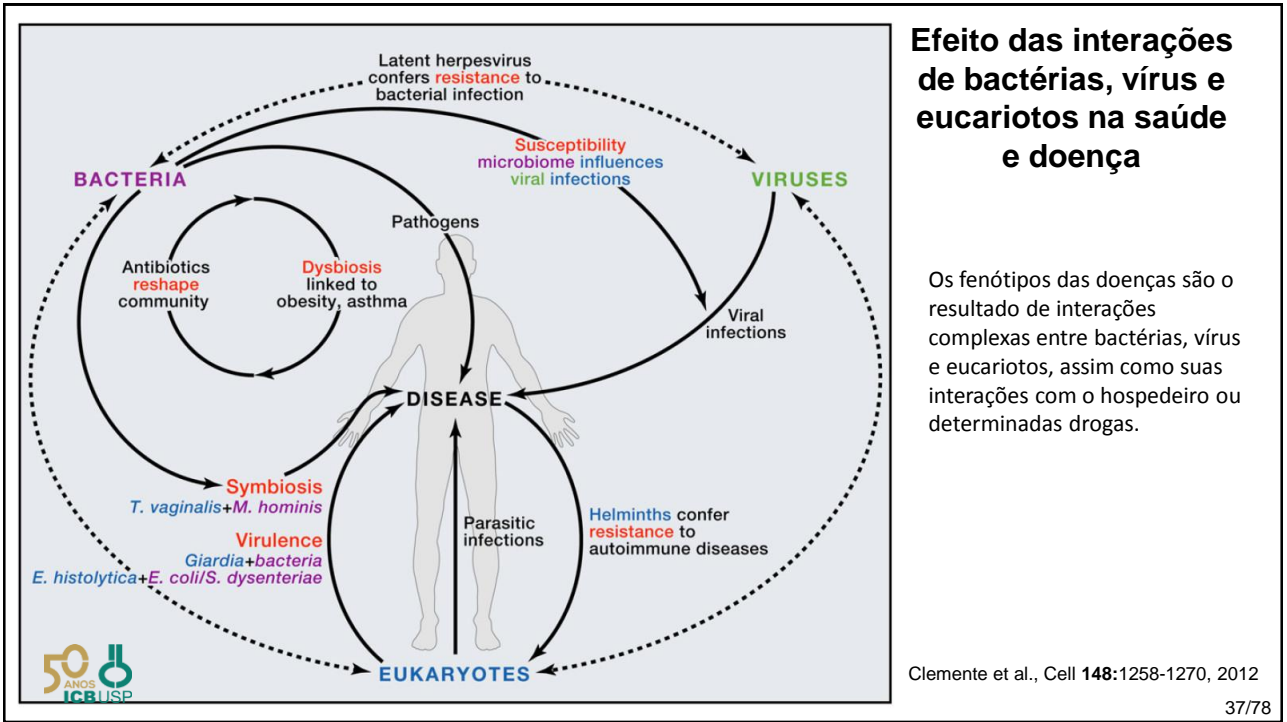 Efeito das interações
de bactérias, vírus e
eucariotos na saúde
e doença
Latent herpesvirus
confers resistance to
bacterial infection
Susceptibility
microbiome influences
viral infections
BACTERIA
VIRUSES
Pathogens
Antibiotics
reshape
community
Dysbiosis
linked to
obesity, asthma
Viral
infections
DISEASE
Symbiosis
T. vaginalis+M. hominis
Virulence
Giardia+bacteria
E. histolytica+E. coli/S. dysenteriae
Parasitic
infections
Helminths confer
resistance to
autoimmune diseases
EUKARYOTES
50
ANOS
ICBUSP
Os fenótipos das doenças são o
resultado de interações
complexas entre bactérias, vírus
e eucariotos, assim como suas
interações com o hospedeiro ou
determinadas drogas.
Clemente et al., Cell 148:1258-1270, 2012
37/78